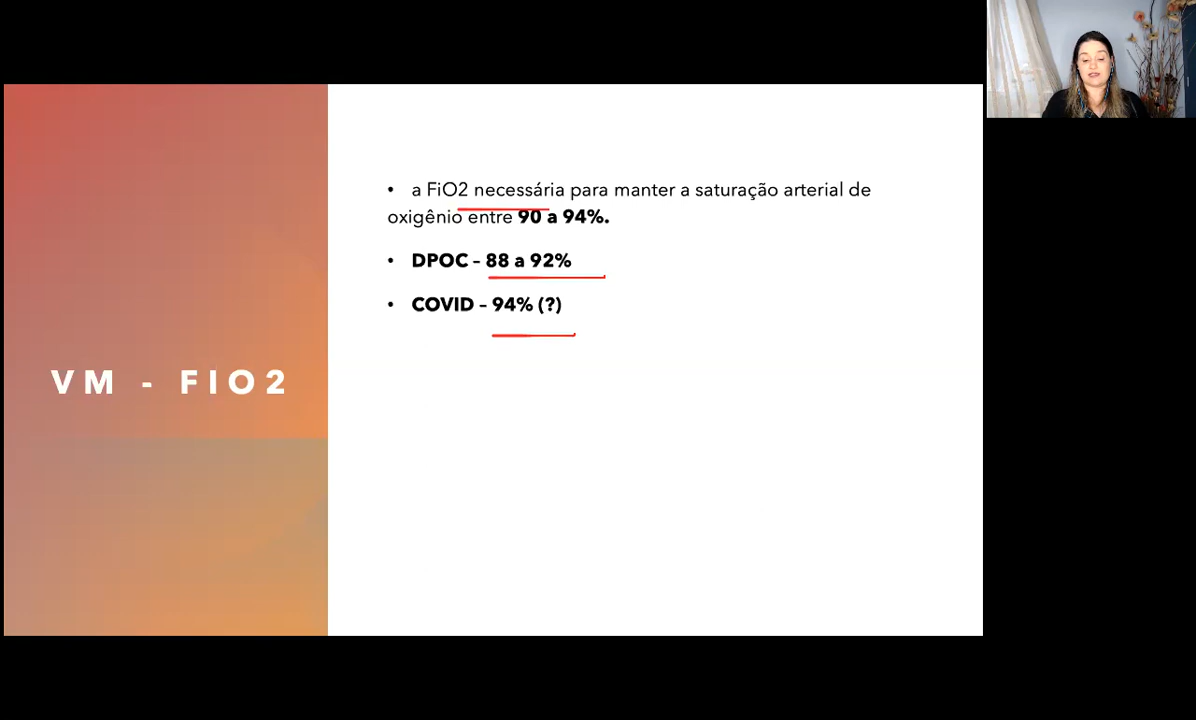 VM - FIO2
• a FiO2 necessária para manter a saturação arterial de
oxigênio entre 90 a 94%.
• DPOC – 88 a 92%
• COVID – 94% (?)